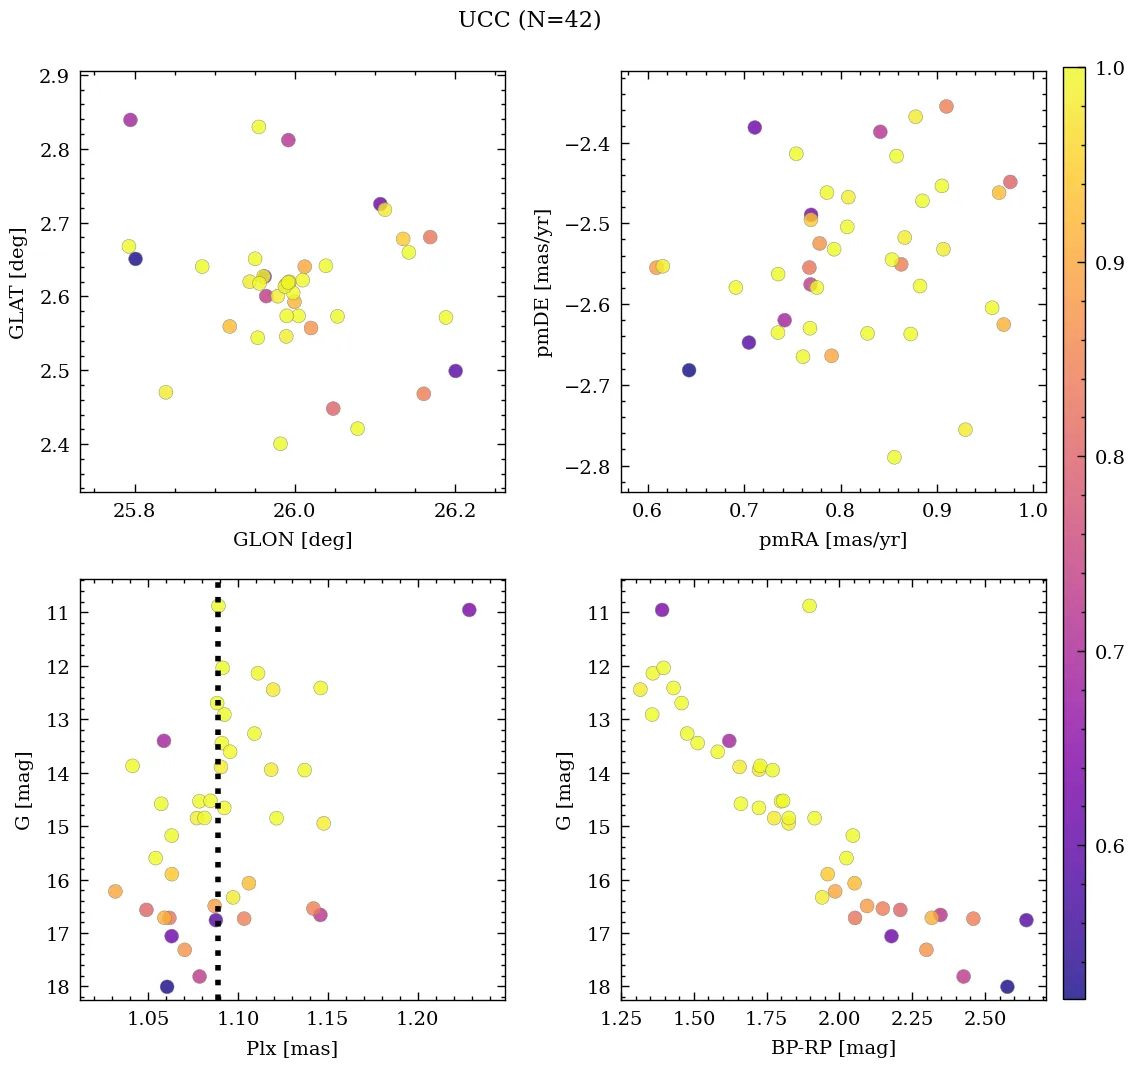 UCC (N=42)
2.9
2.8
2.7
2.6
2.5
2.4
GLAT [deg]
25.8 26.0 26.2
GLON [deg]
−2.4
−2.5
−2.6
−2.7
−2.8
pmDE [mas/yr]
0.6 0.7 0.8 0.9 1.0
pmRA [mas/yr]
1.0
0.9
0.8
0.7
0.6
11
12
13
14
15
16
17
18
G [mag]
1.05 1.10 1.15 1.20
Plx [mas]
11
12
13
14
15
16
17
18
G [mag]
1.25 1.50 1.75 2.00 2.25 2.50
BP-RP [mag]